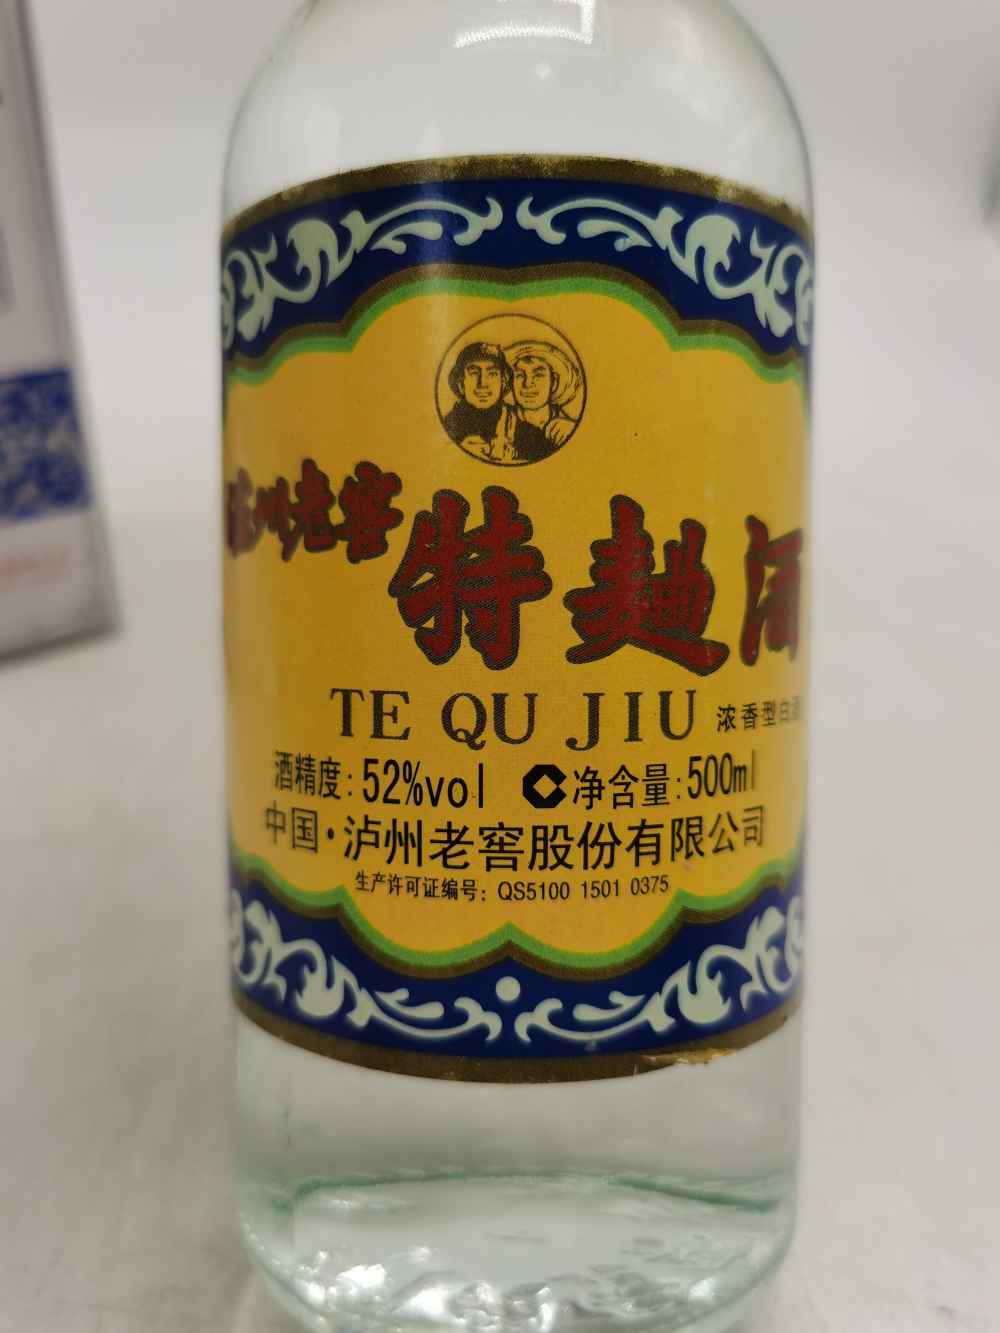 泸州老窖
特麯酒
TE QU JIU 浓香型白酒
酒精度:52%vol 净含量:500ml
中国·泸州老窖股份有限公司
生产许可证编号: QS5100 1501 0375